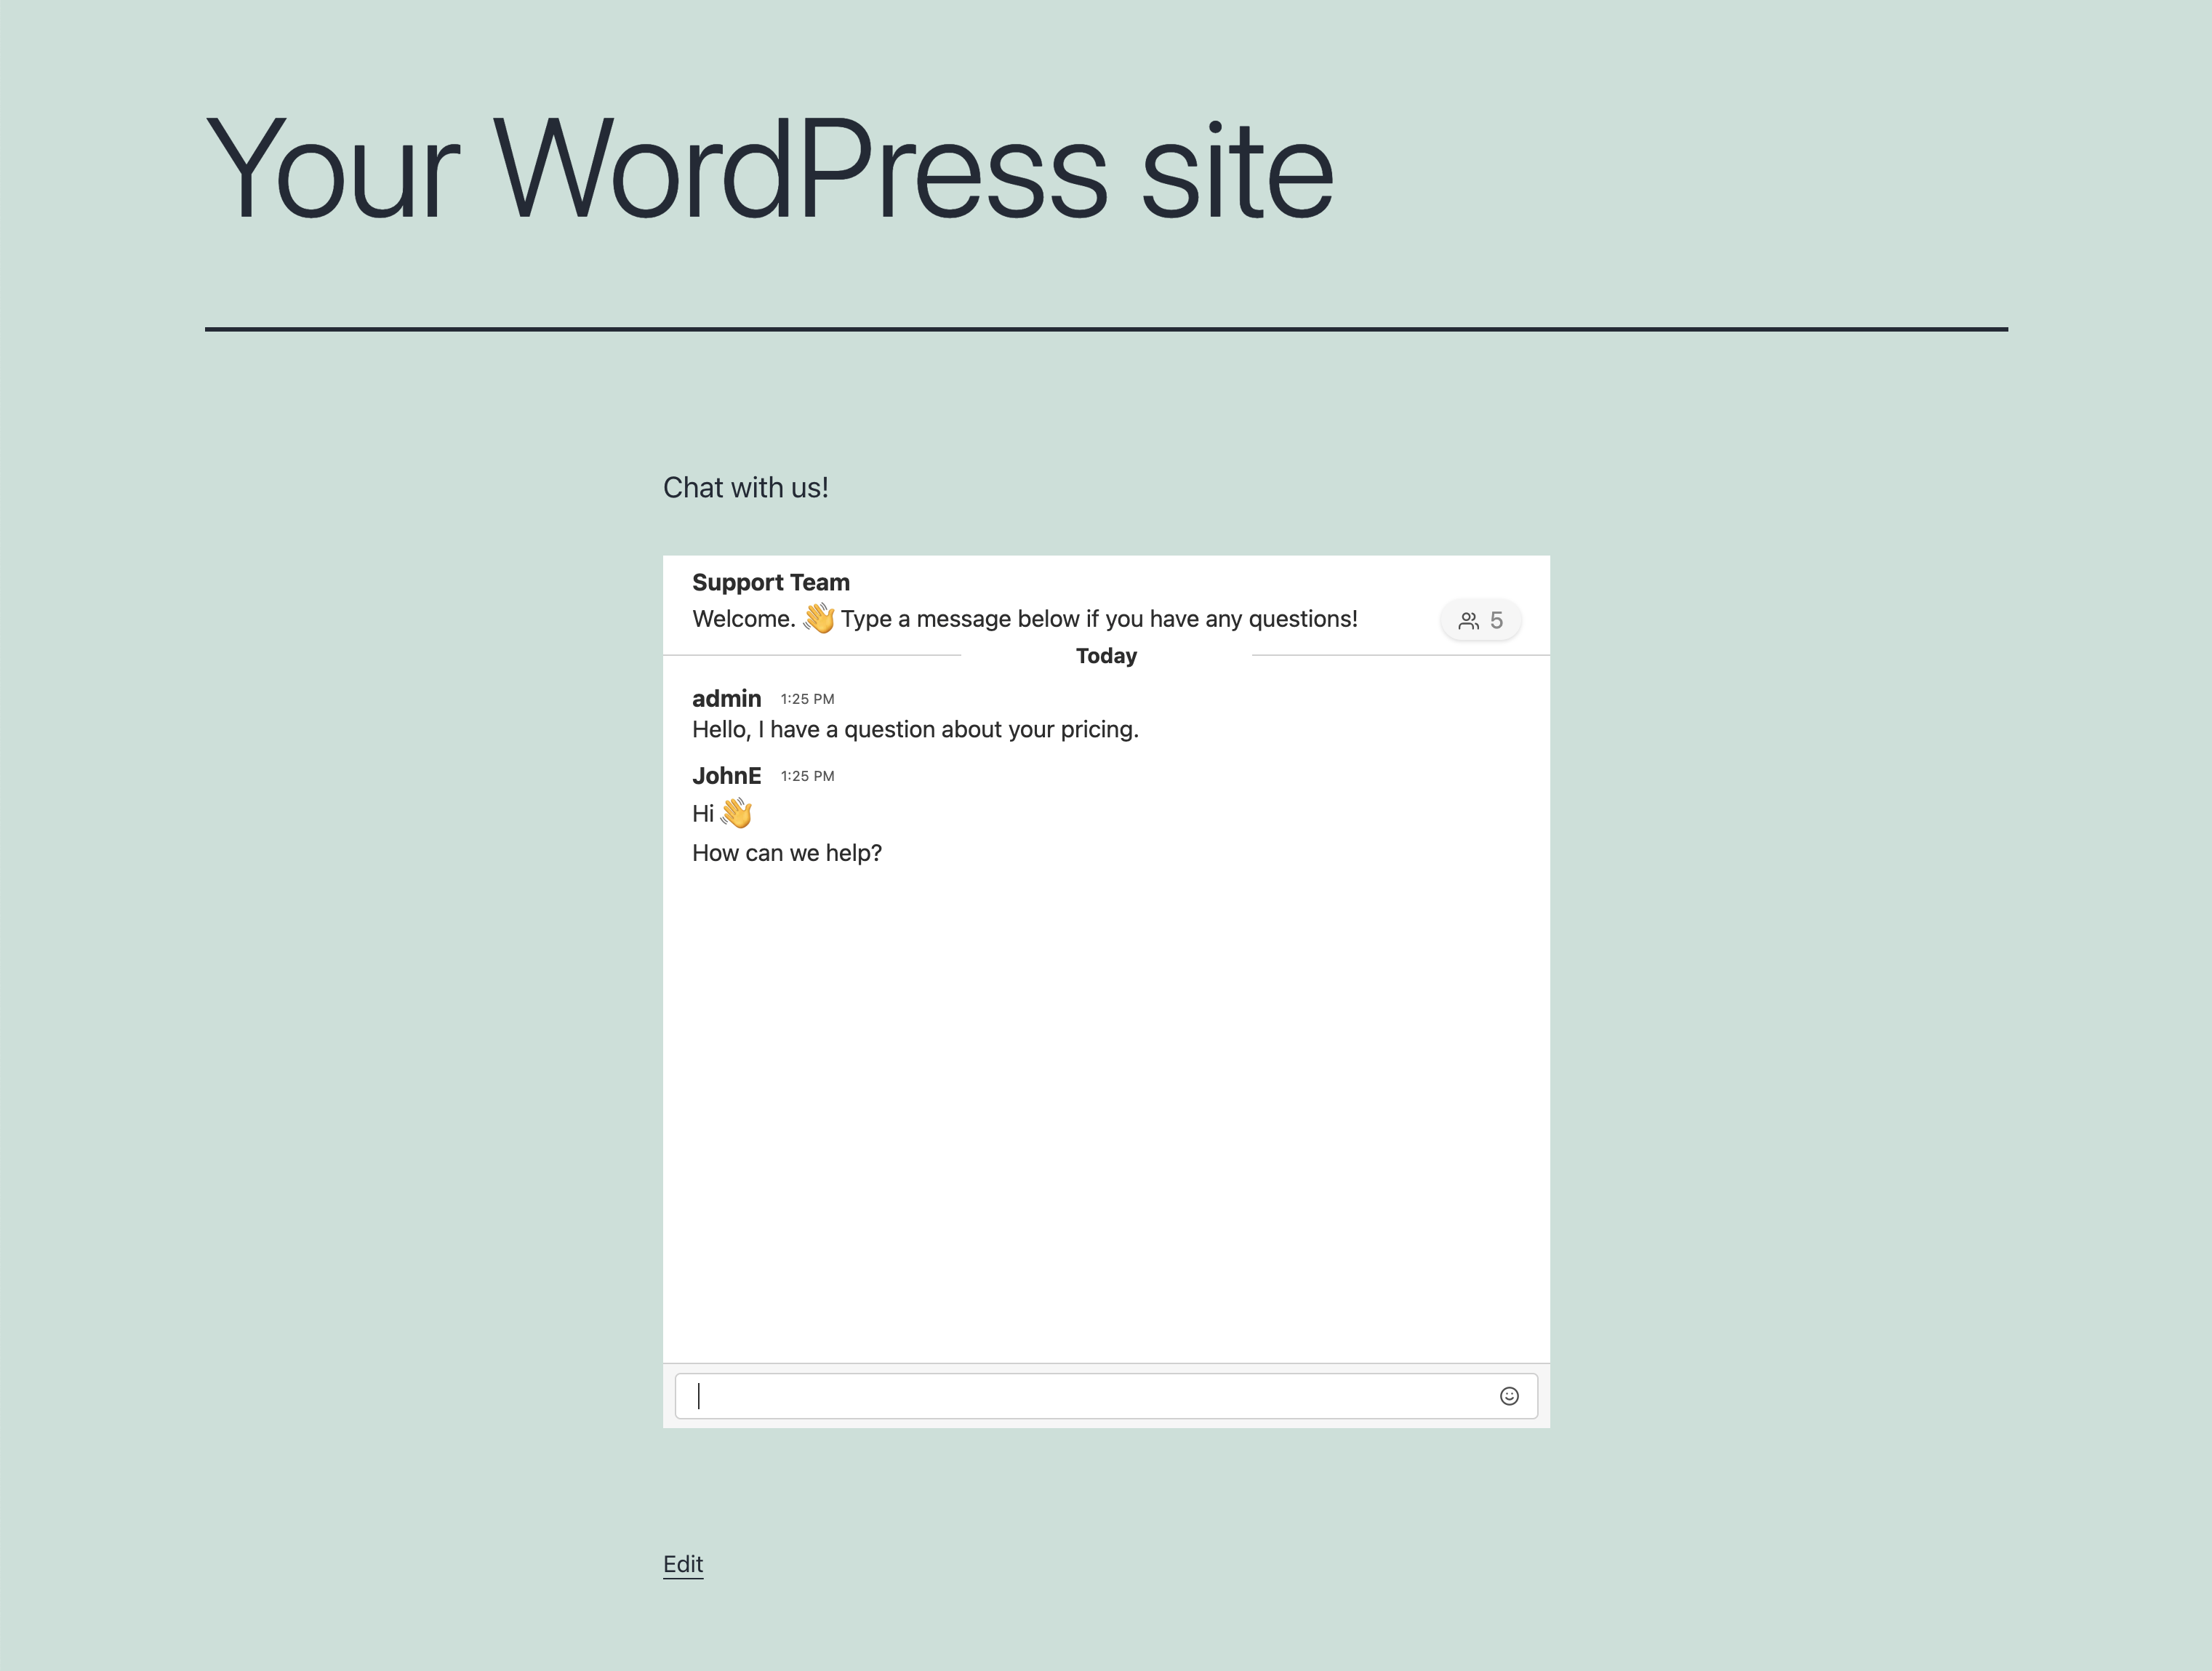 Your WordPress site
Chat with us!
Support Team
Welcome. 👋 Type a message below if you have any questions!
5
Today
admin 1:25 PM
Hello, I have a question about your pricing.
JohnE 1:25 PM
Hi 👋
How can we help?
Edit